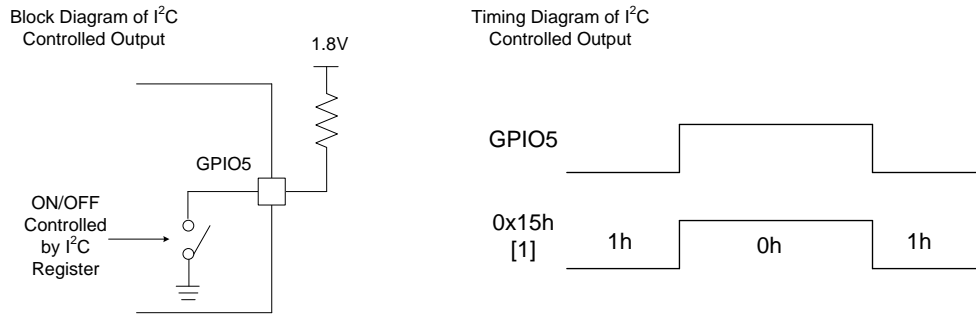 Block Diagram of I²C
Controlled Output
1.8V
GPIO5
ON/OFF
Controlled
by I²C
Register
Timing Diagram of I²C
Controlled Output
GPIO5
0x15h
[1]
1h
0h
1h